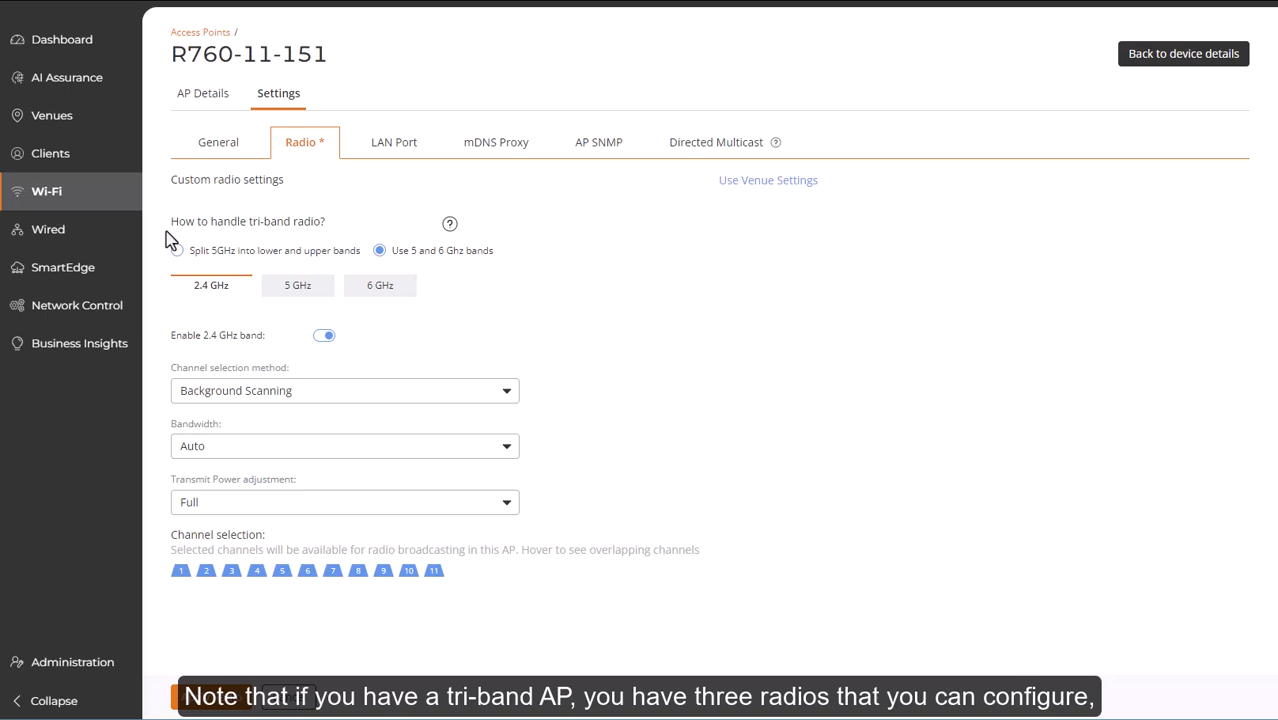 Dashboard
AI Assurance
Venues
Clients
Wi-Fi
Wired
SmartEdge
Network Control
Business Insights
Administration
Collapse
Access Points /
R760-11-151
Back to device details
AP Details Settings
General Radio * LAN Port mDNS Proxy AP SNMP Directed Multicast ?
Custom radio settings Use Venue Settings
How to handle tri-band radio? ?
Split 5GHz into lower and upper bands Use 5 and 6 Ghz bands
2.4 GHz 5 GHz 6 GHz
Enable 2.4 GHz band:
Channel selection method:
Background Scanning
Bandwidth:
Auto
Transmit Power adjustment:
Full
Channel selection:
Selected channels will be available for radio broadcasting in this AP. Hover to see overlapping channels
1 2 3 4 5 6 7 8 9 10 11
Note that if you have a tri-band AP, you have three radios that you can configure,